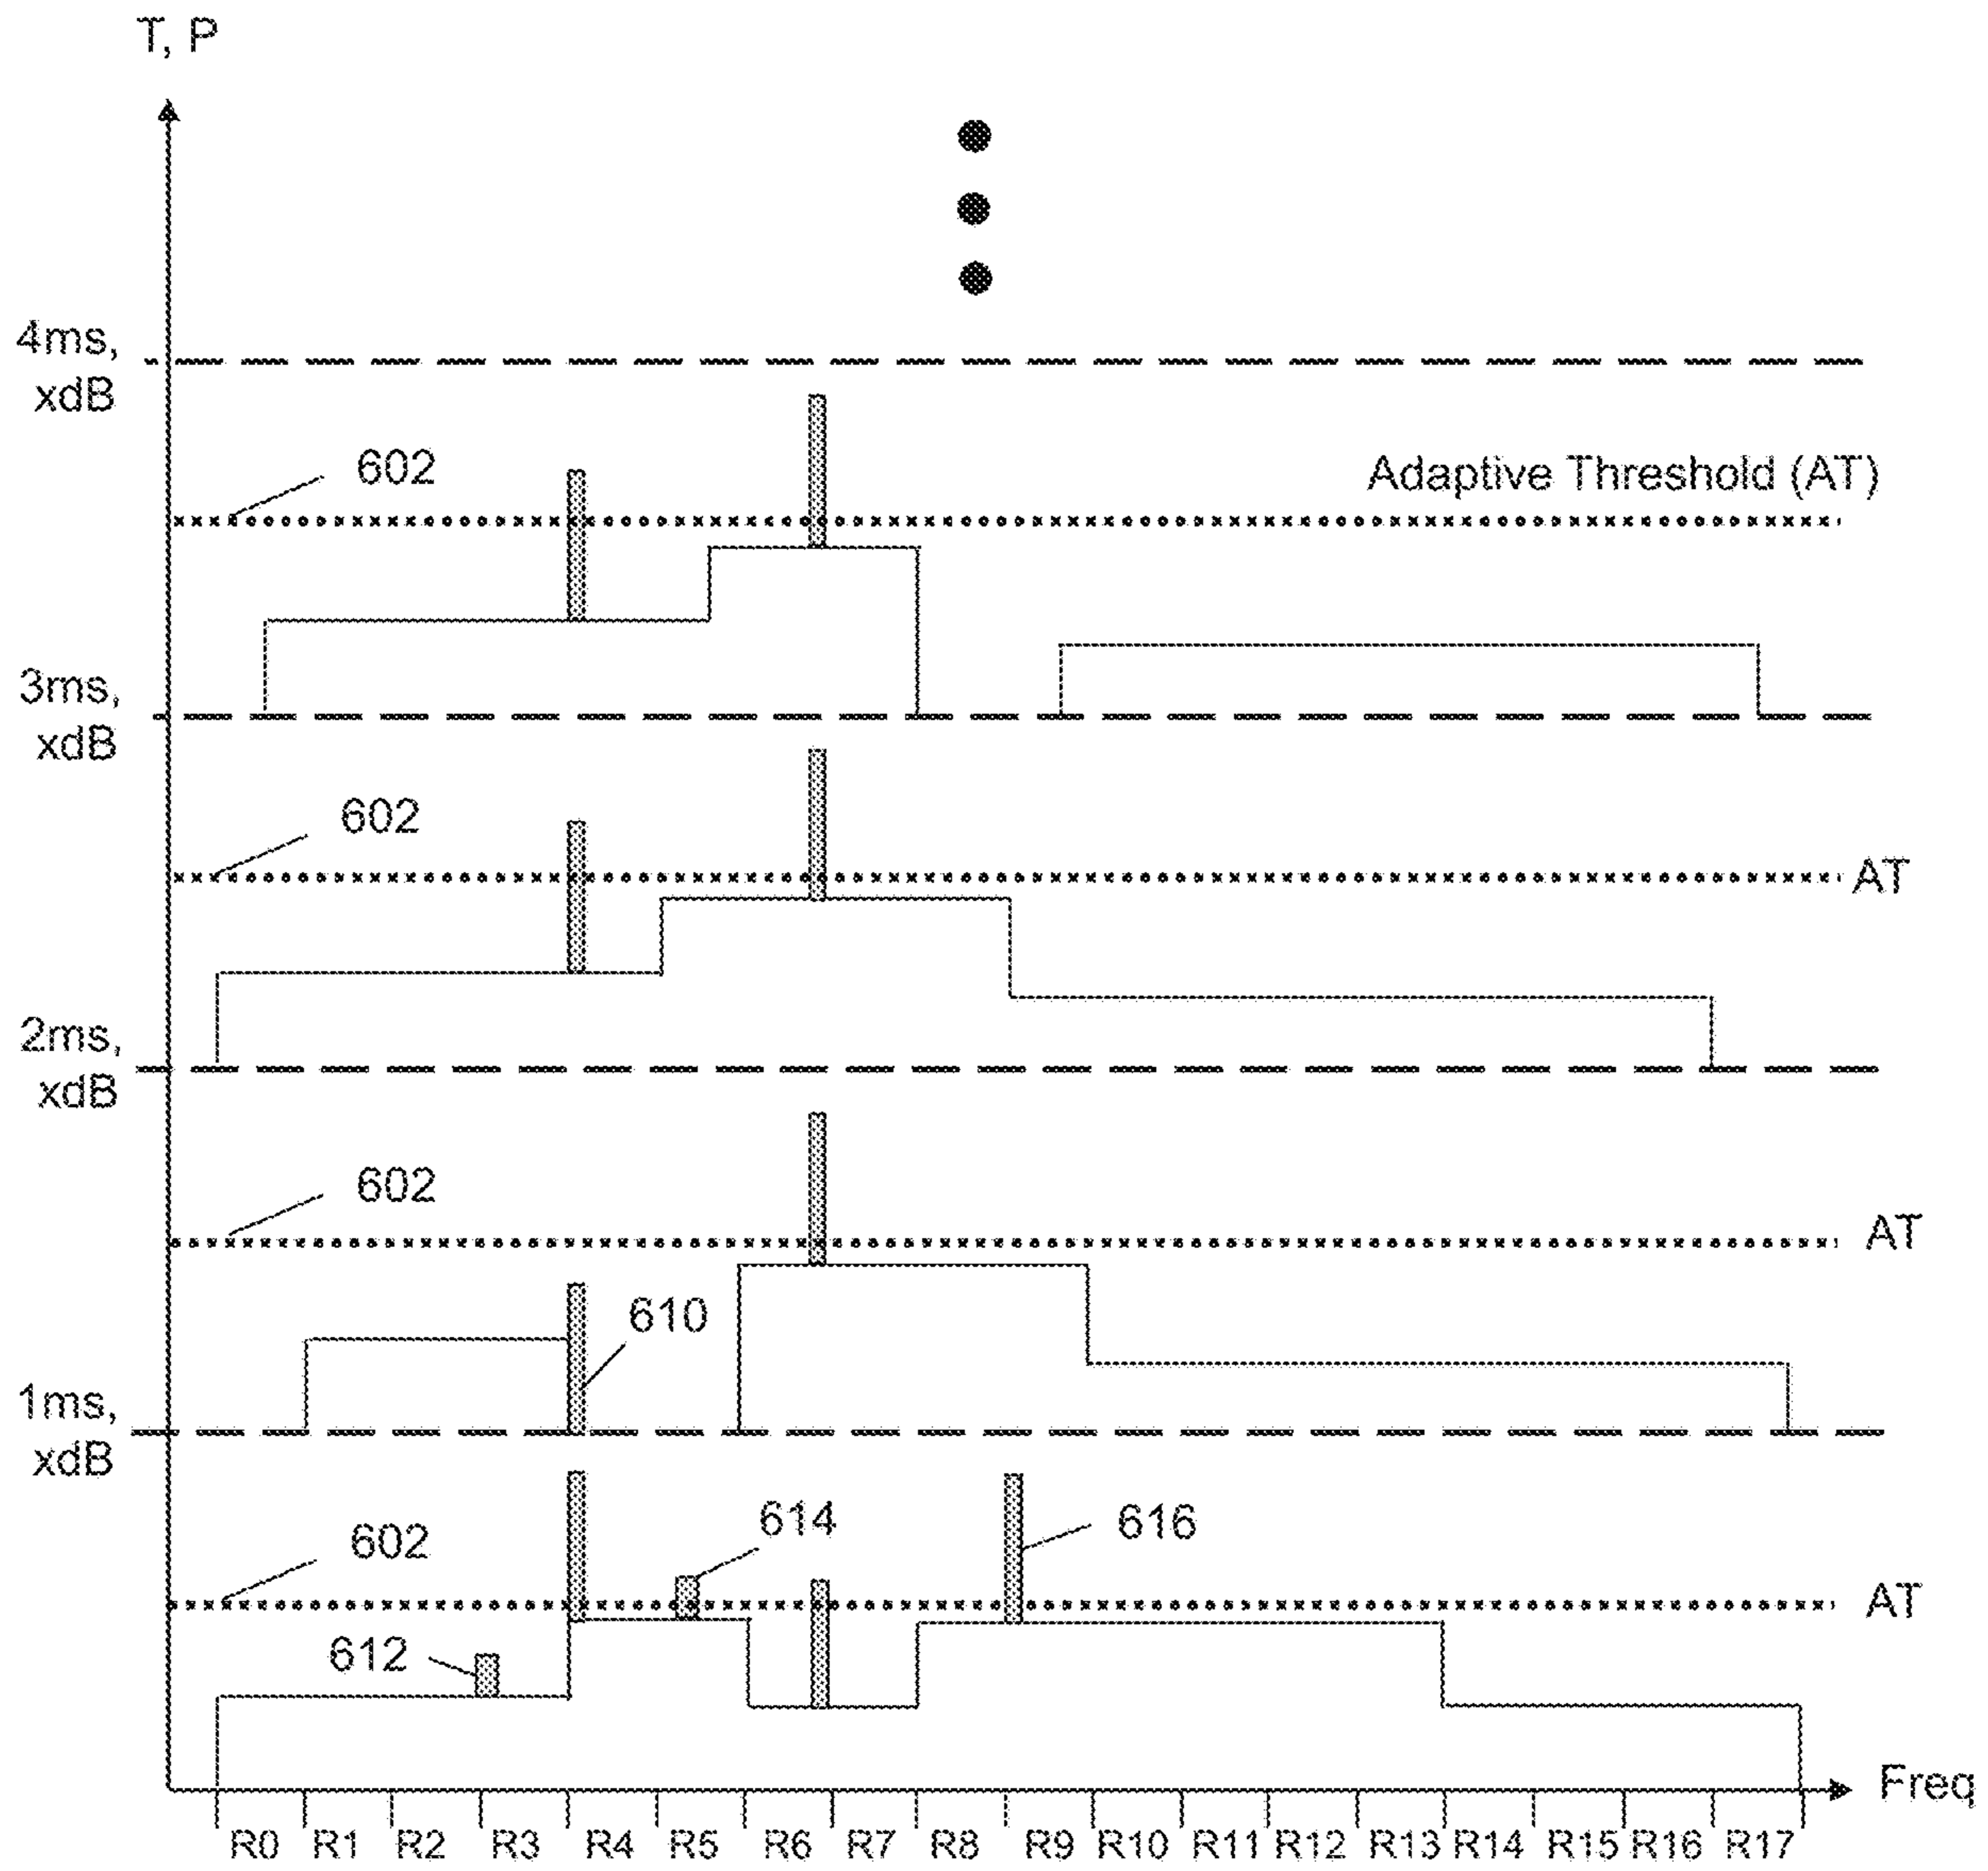 T, P
4ms,
xdB
602
Adaptive Threshold (AT)
3ms,
xdB
602
AT
2ms,
xdB
602
AT
610
1ms,
xdB
614
616
602
AT
612
Freq
R0 R1 R2 R3 R4 R5 R6 R7 R8 R9 R10 R11 R12 R13 R14 R15 R16 R17